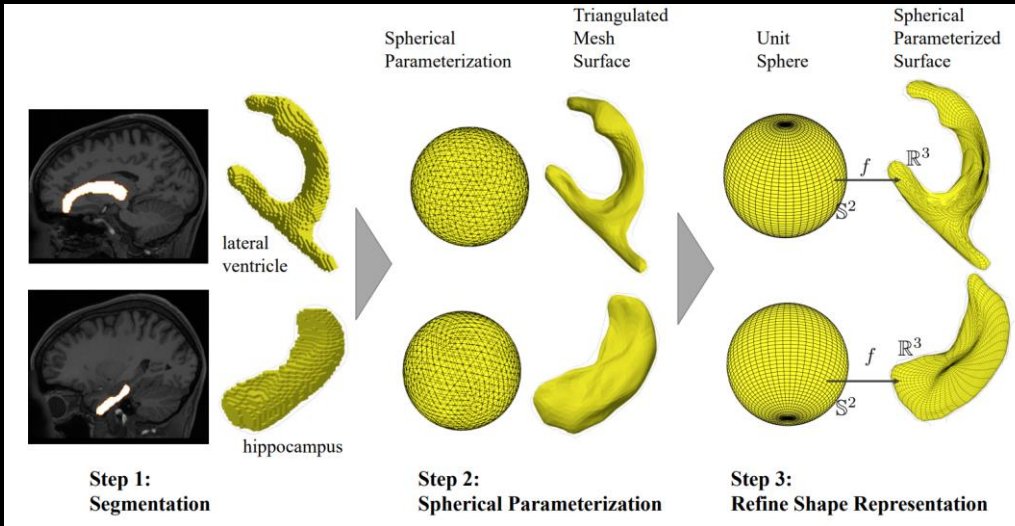 Spherical
Parameterization
Triangulated
Mesh
Surface
Unit
Sphere
Spherical
Parameterized
Surface
lateral
ventricle
f
ℝ³
𝕊²
hippocampus
f
ℝ³
𝕊²
Step 1:
Segmentation
Step 2:
Spherical Parameterization
Step 3:
Refine Shape Representation